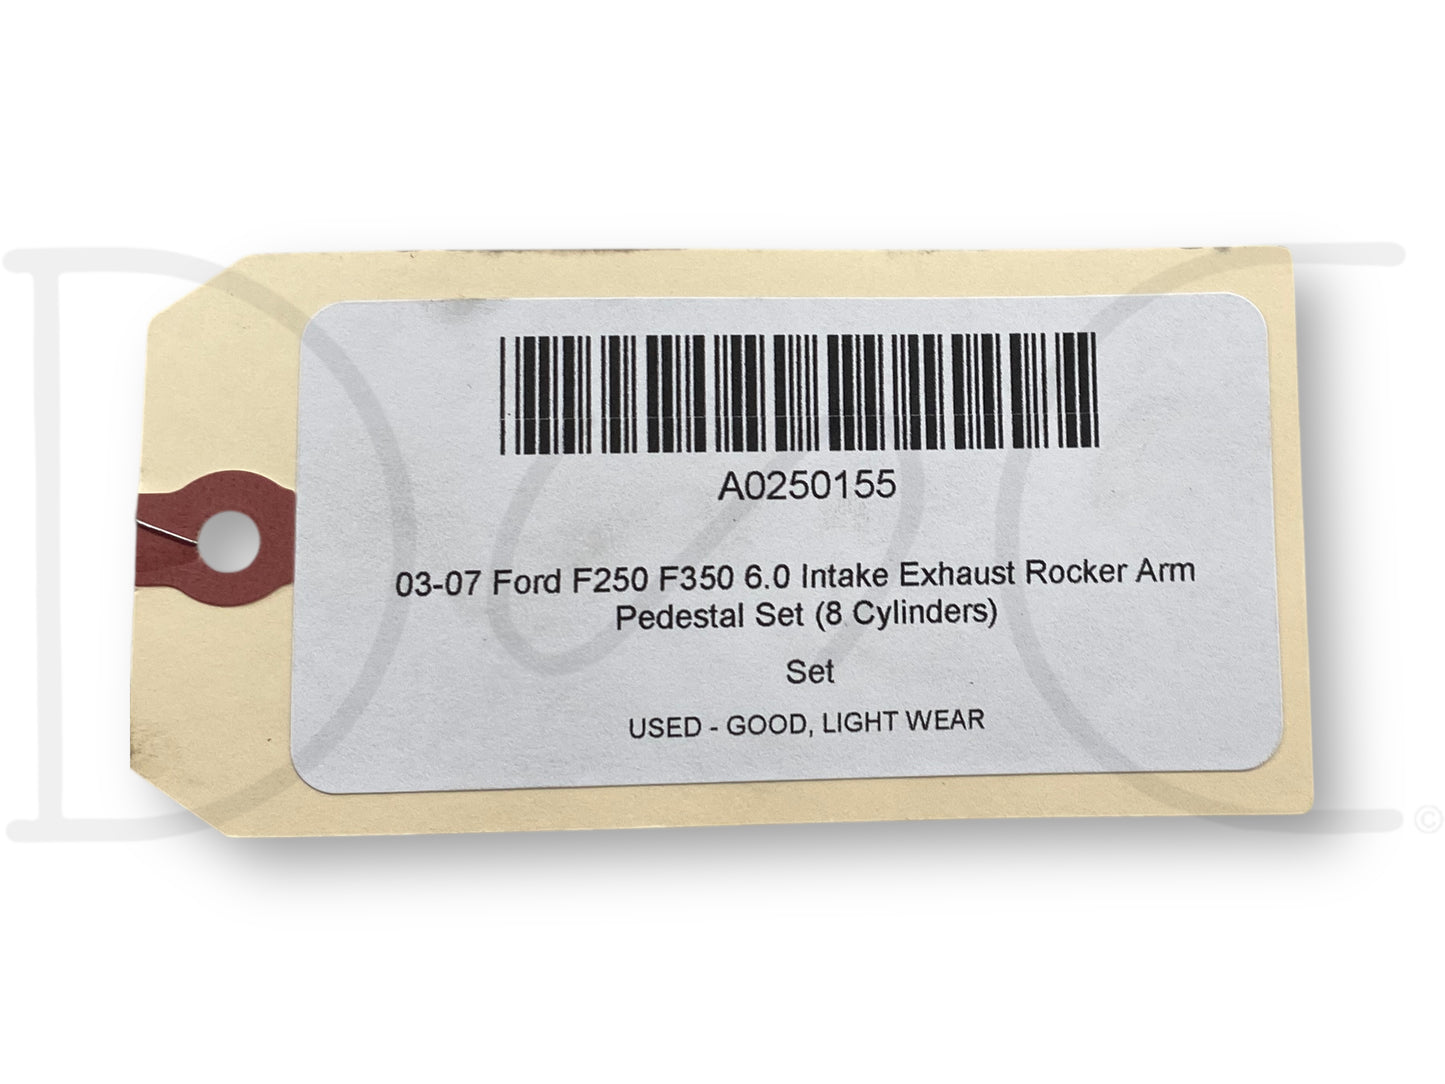 A0250155
03-07 Ford F250 F350 6.0 Intake Exhaust Rocker Arm
Pedestal Set (8 Cylinders)
Set
USED - GOOD, LIGHT WEAR
©